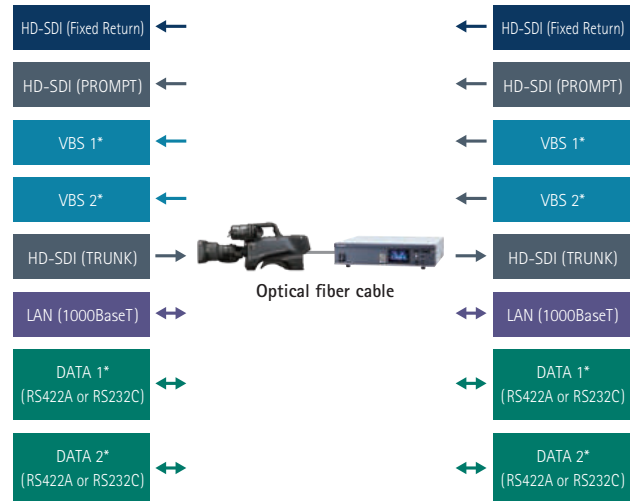 HD-SDI (Fixed Return)
HD-SDI (PROMPT)
VBS 1*
VBS 2*
HD-SDI (TRUNK)
LAN (1000BaseT)
DATA 1*
(RS422A or RS232C)
DATA 2*
(RS422A or RS232C)
Optical fiber cable
HD-SDI (Fixed Return)
HD-SDI (PROMPT)
VBS 1*
VBS 2*
HD-SDI (TRUNK)
LAN (1000BaseT)
DATA 1*
(RS422A or RS232C)
DATA 2*
(RS422A or RS232C)